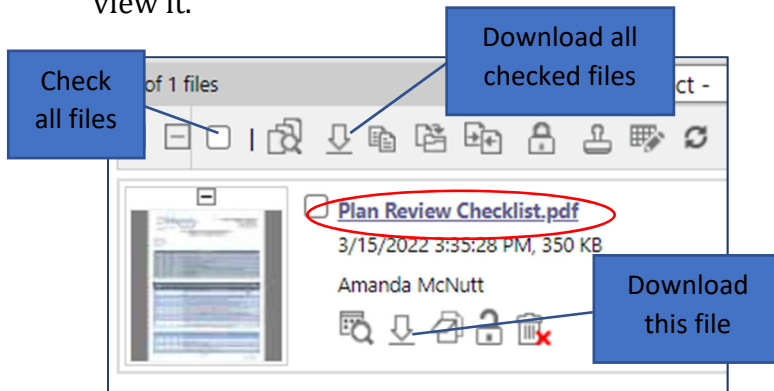 view it.
Download all
checked files
Check
all files
of 1 files
ct -
Plan Review Checklist.pdf
3/15/2022 3:35:28 PM, 350 KB
Amanda McNutt
Download
this file